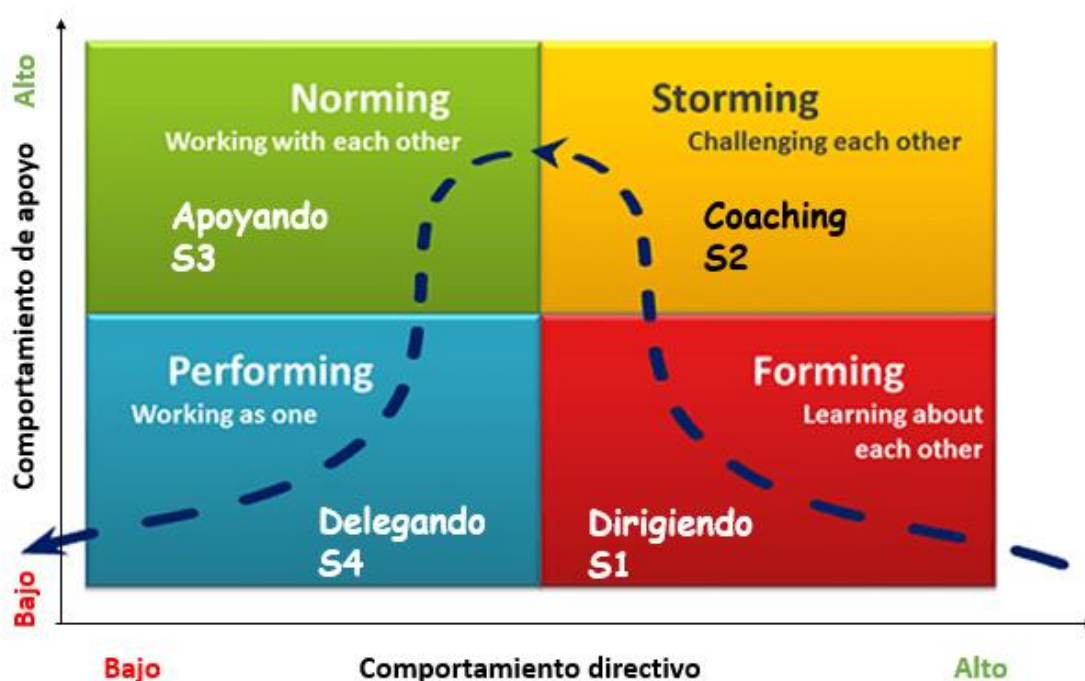 Alto
Comportamiento de apoyo
Bajo
Norming
Working with each other
Apoyando
S3
Storming
Challenging each other
Coaching
S2
Performing
Working as one
Delegando
S4
Forming
Learning about
each other
Dirigiendo
S1
Bajo
Comportamiento directivo
Alto